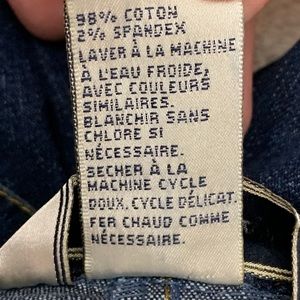 98% COTON
2% SPANDEX
LAVER À LA MACHINE
À L'EAU FROIDE,
AVEC COULEURS
SIMILAIRES.
BLANCHIR SANS
CHLORE SI
NÉCESSAIRE.
SECHER À LA
MACHINE CYCLE
DOUX, CYCLE DÉLICAT.
FER CHAUD COMME
NÉCESSAIRE.